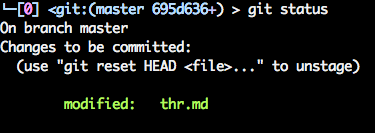 ╰─[0] <git:(master 695d636+) > git status
On branch master
Changes to be committed:
  (use "git reset HEAD <file>..." to unstage)

        modified:   thr.md